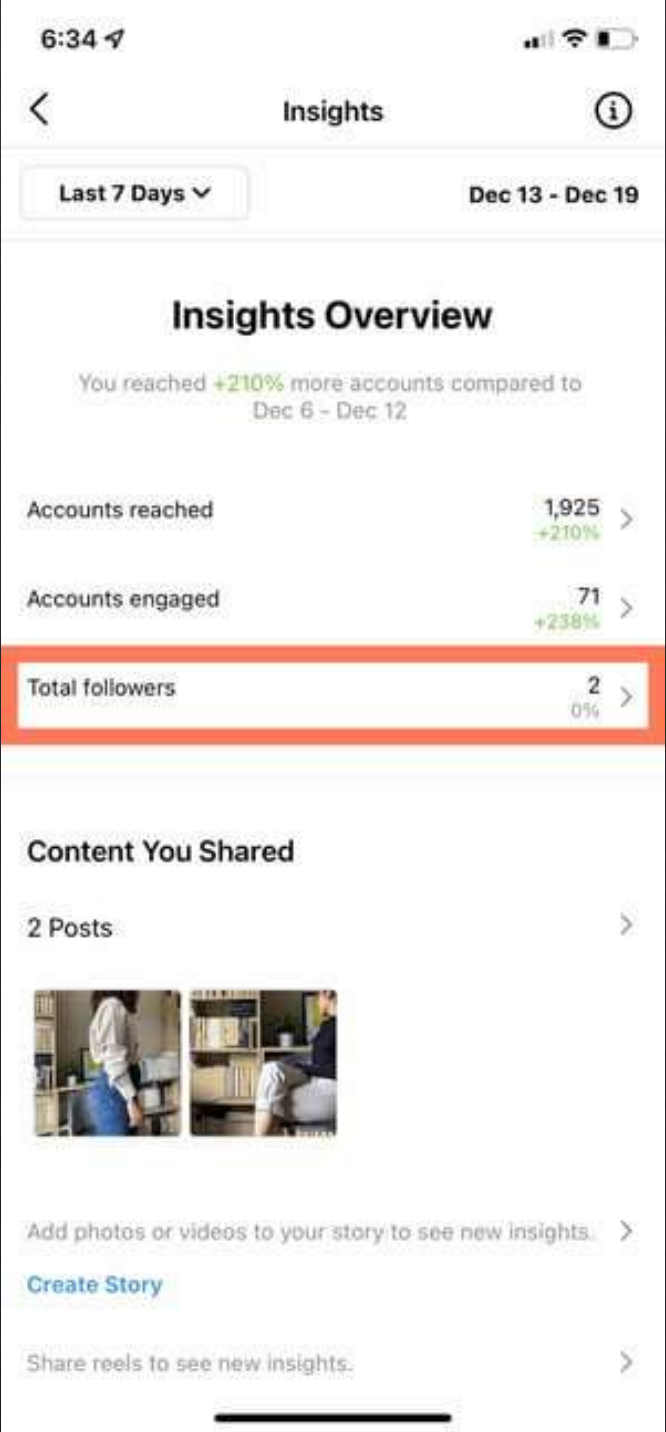 6:34
Insights
Last 7 Days
Dec 13 - Dec 19
Insights Overview
You reached +210% more accounts compared to
Dec 6 - Dec 12
Accounts reached
1,925
+210%
Accounts engaged
71
+238%
Total followers
2
0%
Content You Shared
2 Posts
Add photos or videos to your story to see new insights.
Create Story
Share reels to see new insights.